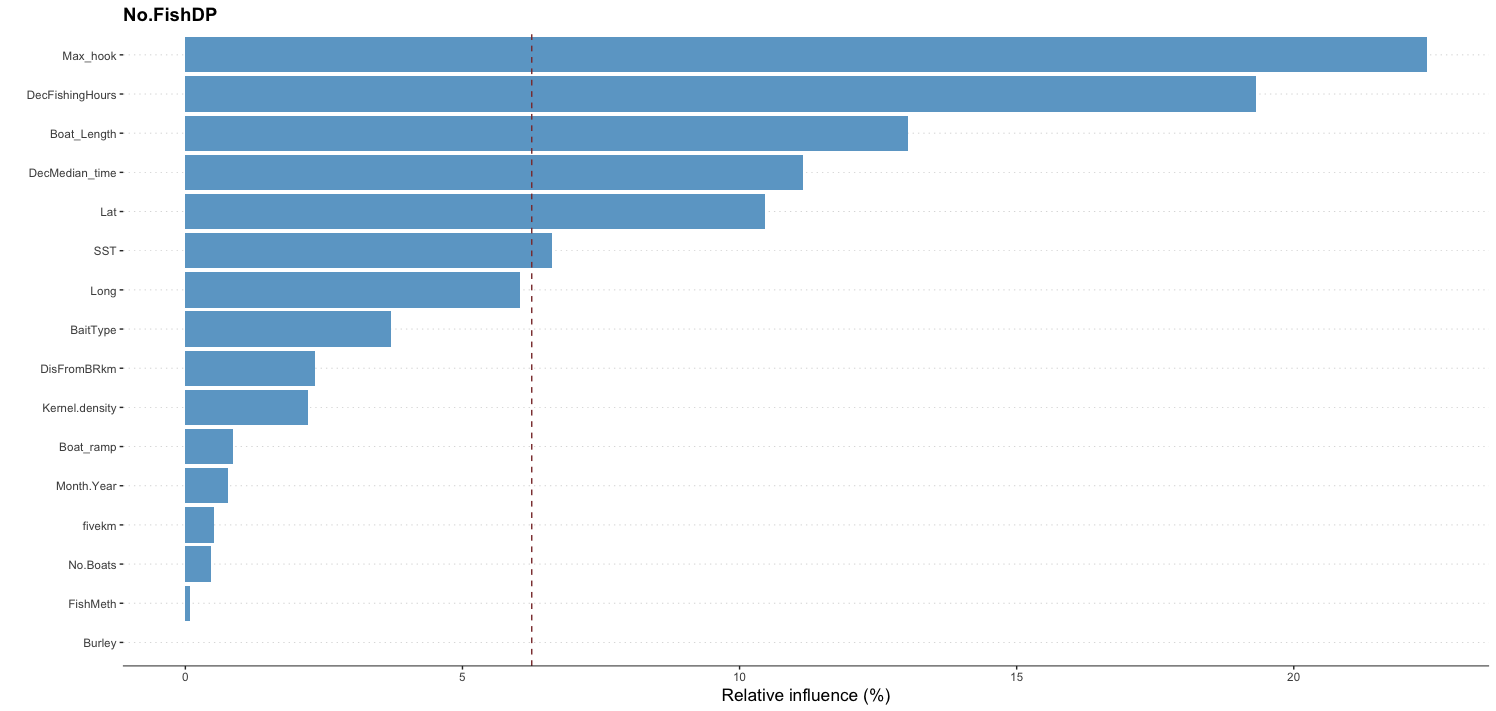 No.FishDP
Max_hook
DecFishingHours
Boat_Length
DecMedian_time
Lat
SST
Long
BaitType
DisFromBRkm
Kernel.density
Boat_ramp
Month.Year
fivekm
No.Boats
FishMeth
Burley
0 5 10 15 20
Relative influence (%)